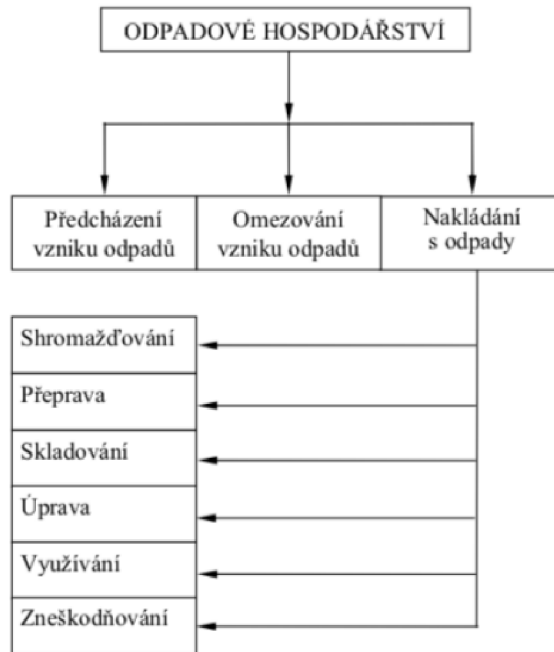 ODPADOVÉ HOSPODÁŘSTVÍ
Předcházení
vzniku odpadů
Omezování
vzniku odpadů
Nakládání
s odpady
Shromažďování
Přeprava
Skladování
Úprava
Využívání
Zneškodňování